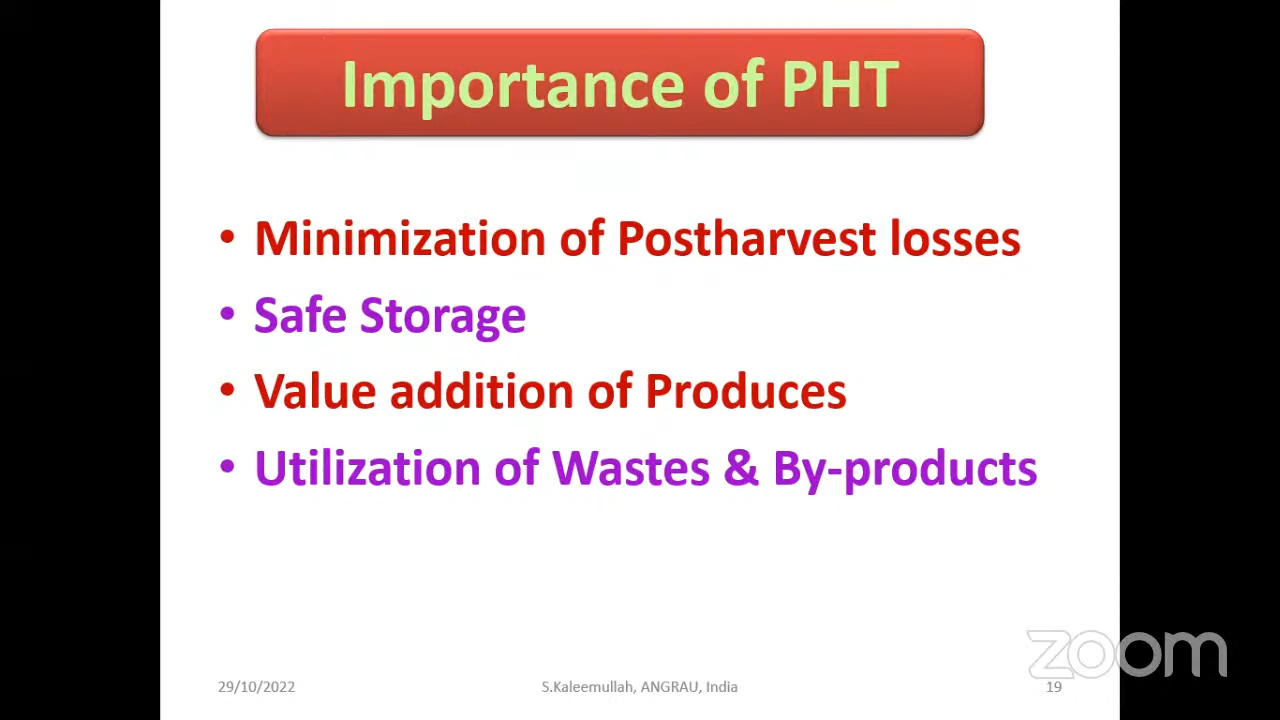 Importance of PHT
• Minimization of Postharvest losses
• Safe Storage
• Value addition of Produces
• Utilization of Wastes & By-products
zoom
29/10/2022 S.Kaleemullah, ANGRAU, India 19